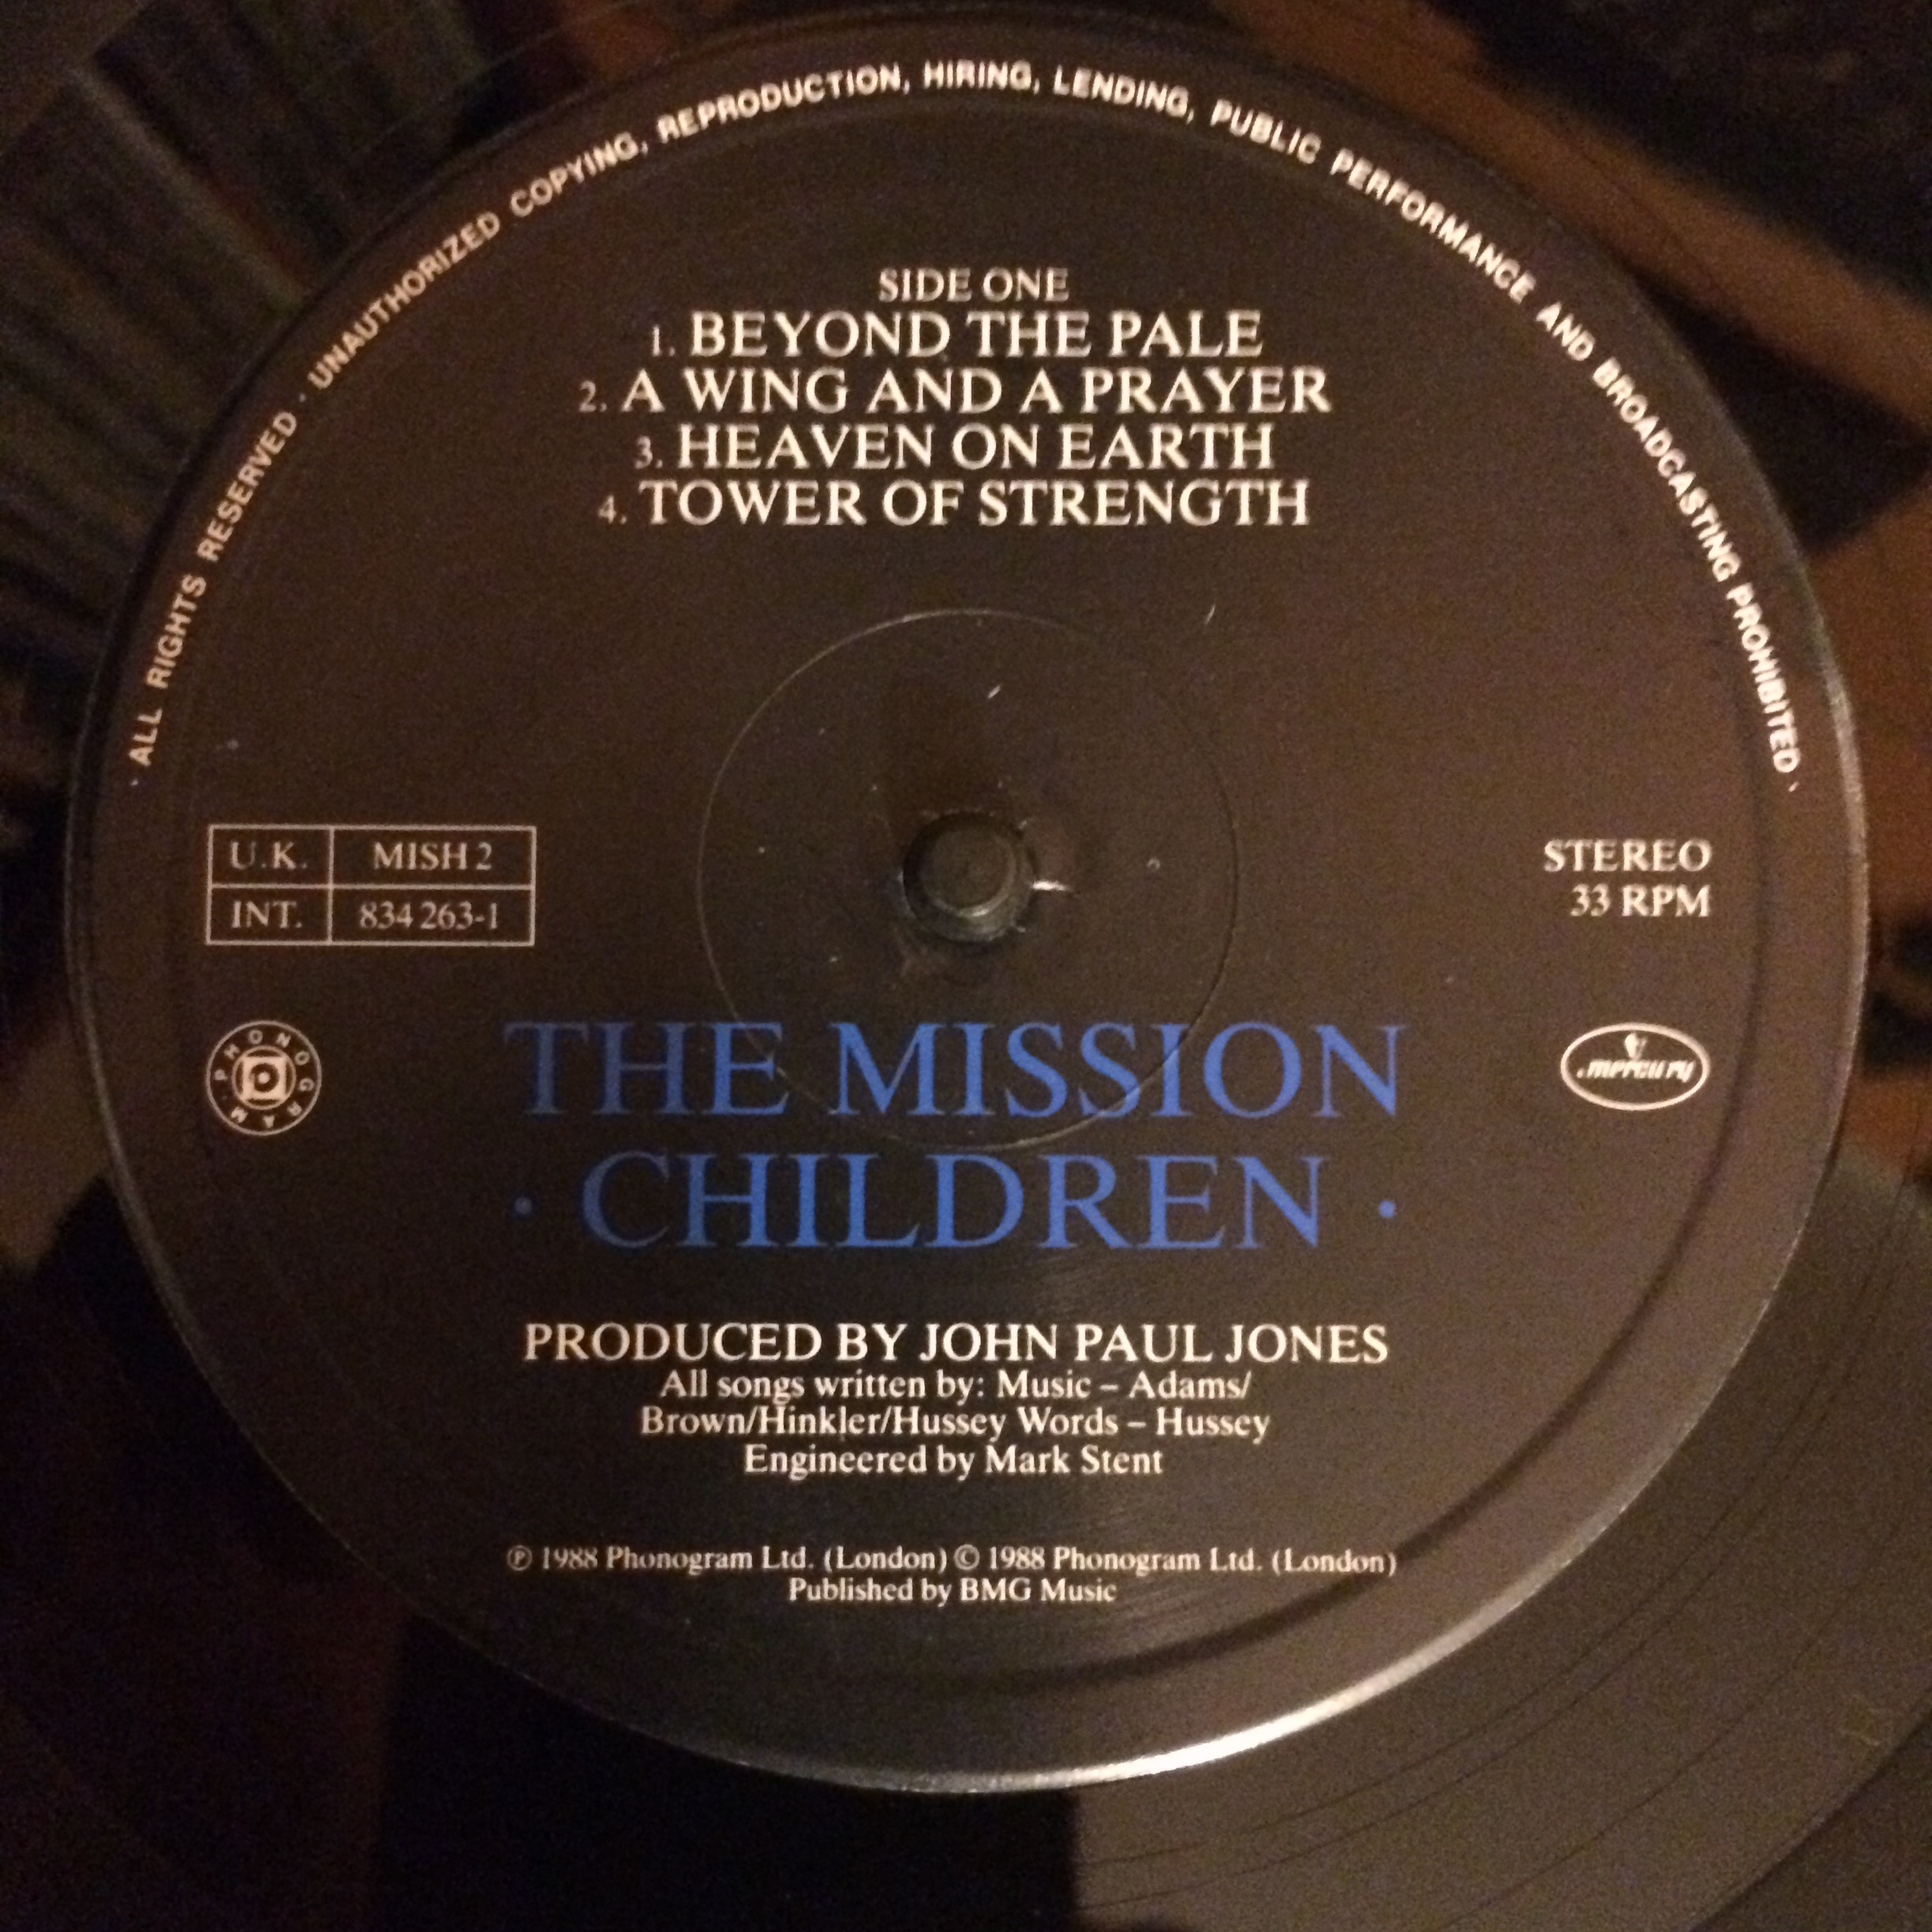 · ALL RIGHTS RESERVED · UNAUTHORIZED COPYING, REPRODUCTION, HIRING, LENDING, PUBLIC PERFORMANCE AND BROADCASTING PROHIBITED ·
SIDE ONE
1. BEYOND THE PALE
2. A WING AND A PRAYER
3. HEAVEN ON EARTH
4. TOWER OF STRENGTH
U.K. MISH 2
INT. 834 263-1
STEREO
33 RPM
PHONOGRAM
mercury
THE MISSION
· CHILDREN ·
PRODUCED BY JOHN PAUL JONES
All songs written by: Music – Adams/
Brown/Hinkler/Hussey Words – Hussey
Engineered by Mark Stent
℗ 1988 Phonogram Ltd. (London) © 1988 Phonogram Ltd. (London)
Published by BMG Music